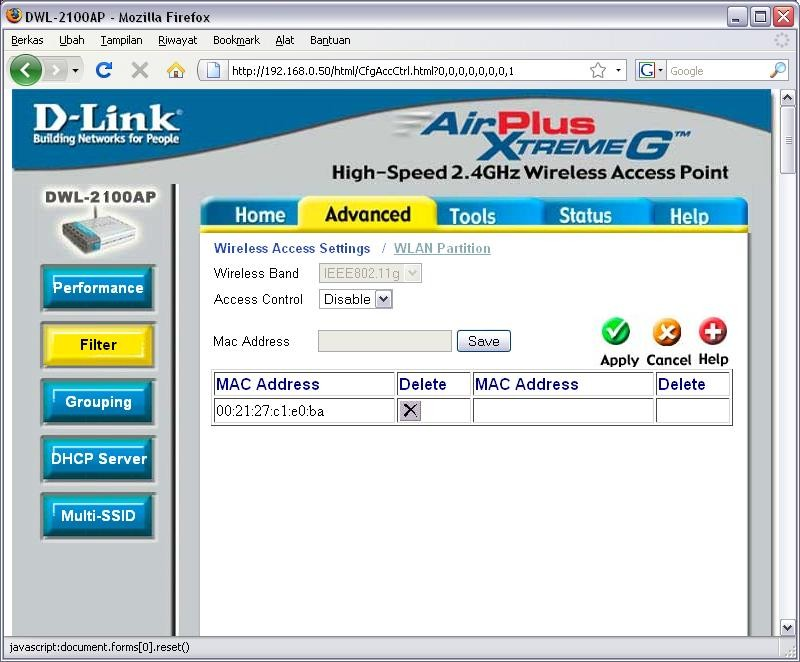 DWL-2100AP - Mozilla Firefox
Berkas Ubah Tampilan Riwayat Bookmark Alat Bantuan
http://192.168.0.50/html/CfgAccCtrl.html?0,0,0,0,0,0,0,1
G Google
D-Link
Building Networks for People
AirPlus
XTREME G™
High-Speed 2.4GHz Wireless Access Point
DWL-2100AP
Home Advanced Tools Status Help
Performance
Filter
Grouping
DHCP Server
Multi-SSID
Wireless Access Settings / WLAN Partition
Wireless Band IEEE802.11g
Access Control Disable
Mac Address Save
Apply Cancel Help
MAC Address Delete MAC Address Delete
00:21:27:c1:e0:ba X
javascript:document.forms[0].reset()